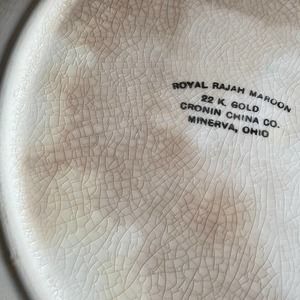 ROYAL RAJAH MAROON
22 K. GOLD
CRONIN CHINA CO.
MINERVA, OHIO